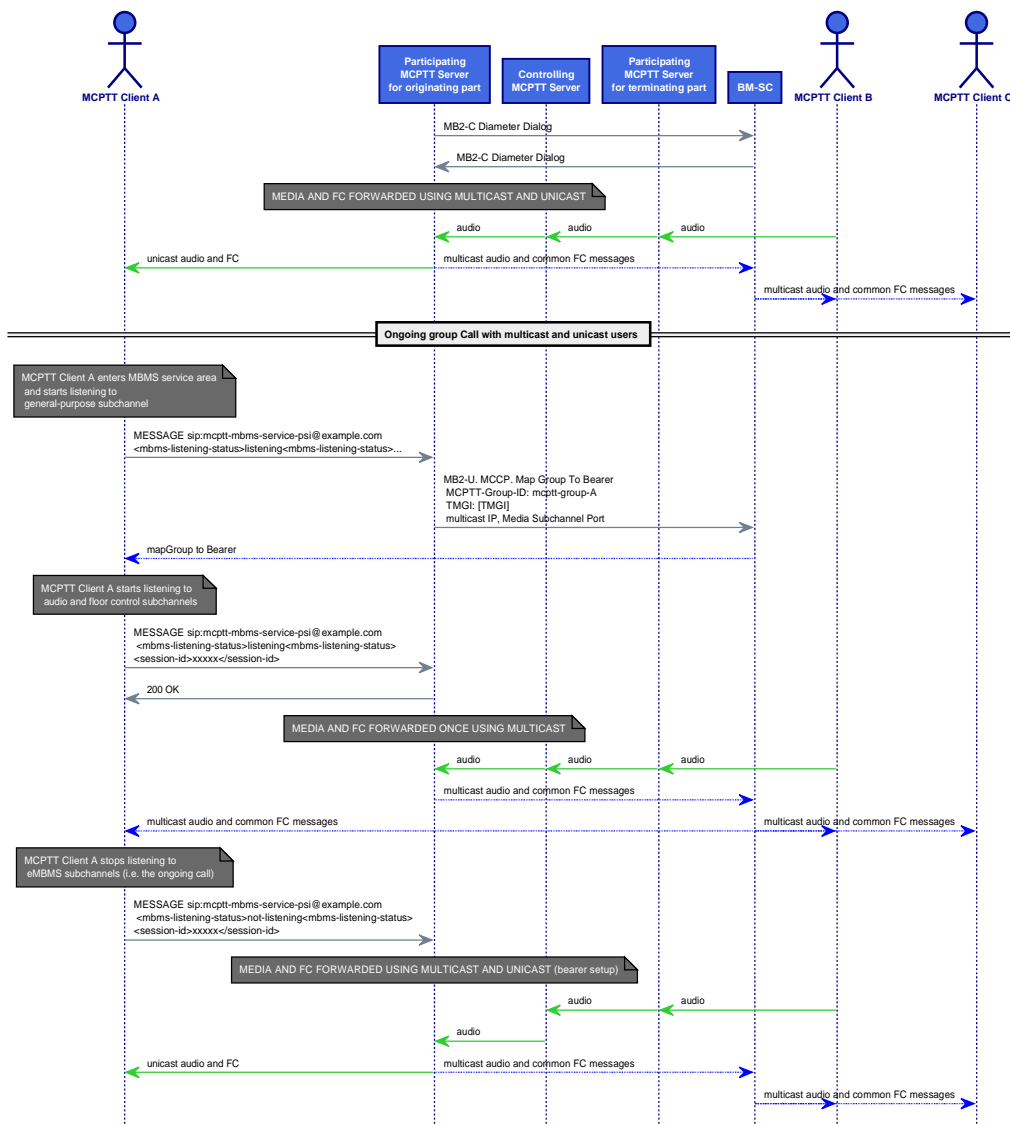 Participating
MCPTT Server
for originating part
Controlling
MCPTT Server
Participating
MCPTT Server
for terminating part
BM-SC
MCPTT Client A
MCPTT Client B
MCPTT Client C
MB2-C Diameter Dialog
MB2-C Diameter Dialog
MEDIA AND FC FORWARDED USING MULTICAST AND UNICAST
audio
audio
audio
unicast audio and FC
multicast audio and common FC messages
multicast audio and common FC messages
Ongoing group Call with multicast and unicast users
MCPTT Client A enters MBMS service area
and starts listening to
general-purpose subchannel
MESSAGE sip:mcptt-mbms-service-psi@example.com
<mbms-listening-status>listening<mbms-listening-status>...
MB2-U. MCCP. Map Group To Bearer
MCPTT-Group-ID: mcptt-group-A
TMGI: [TMGI]
multicast IP, Media Subchannel Port
mapGroup to Bearer
MCPTT Client A starts listening to
audio and floor control subchannels
MESSAGE sip:mcptt-mbms-service-psi@example.com
<mbms-listening-status>listening<mbms-listening-status>
<session-id>xxxxx</session-id>
200 OK
MEDIA AND FC FORWARDED ONCE USING MULTICAST
audio
audio
audio
multicast audio and common FC messages
multicast audio and common FC messages
multicast audio and common FC messages
MCPTT Client A stops listening to
eMBMS subchannels (i.e. the ongoing call)
MESSAGE sip:mcptt-mbms-service-psi@example.com
<mbms-listening-status>not-listening<mbms-listening-status>
<session-id>xxxxx</session-id>
MEDIA AND FC FORWARDED USING MULTICAST AND UNICAST (bearer setup)
audio
audio
audio
unicast audio and FC
multicast audio and common FC messages
multicast audio and common FC messages